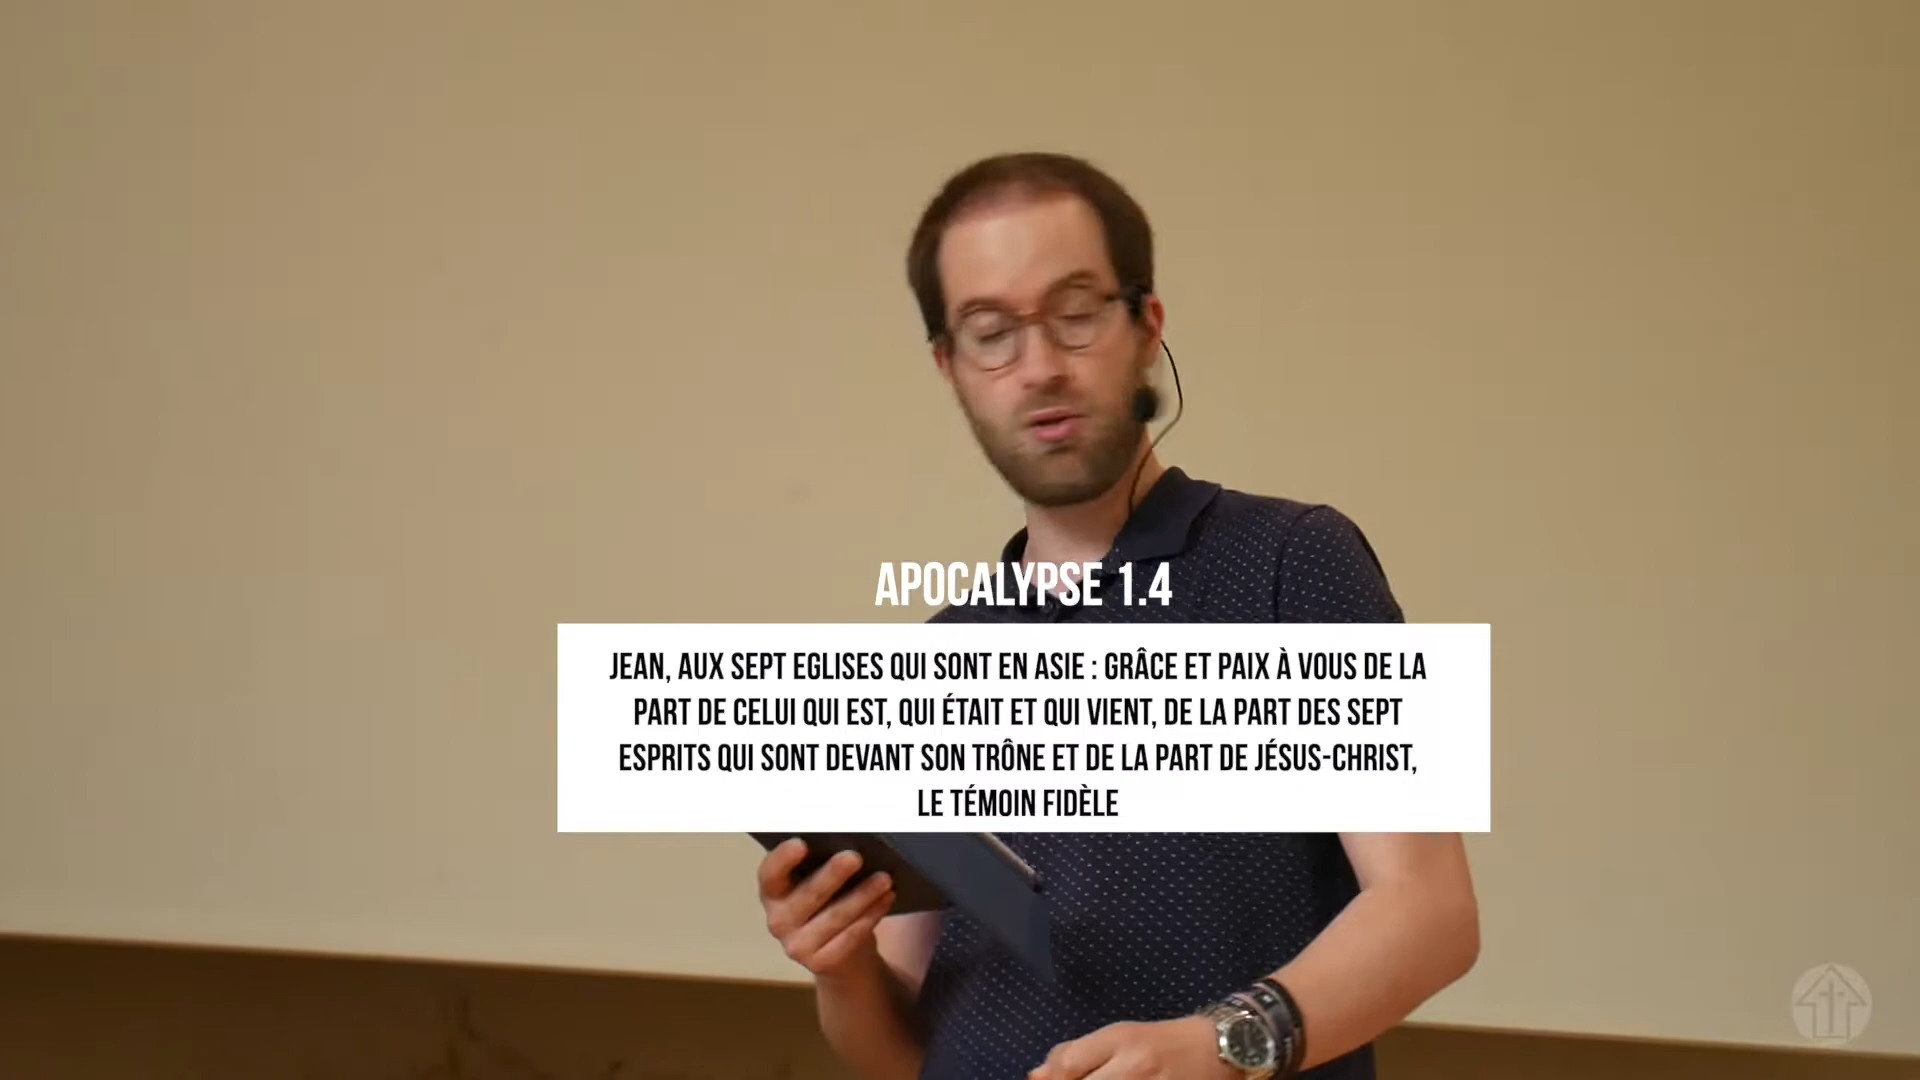 APOCALYPSE 1.4
JEAN, AUX SEPT EGLISES QUI SONT EN ASIE : GRÂCE ET PAIX À VOUS DE LA
PART DE CELUI QUI EST, QUI ÉTAIT ET QUI VIENT, DE LA PART DES SEPT
ESPRITS QUI SONT DEVANT SON TRÔNE ET DE LA PART DE JÉSUS-CHRIST,
LE TÉMOIN FIDÈLE